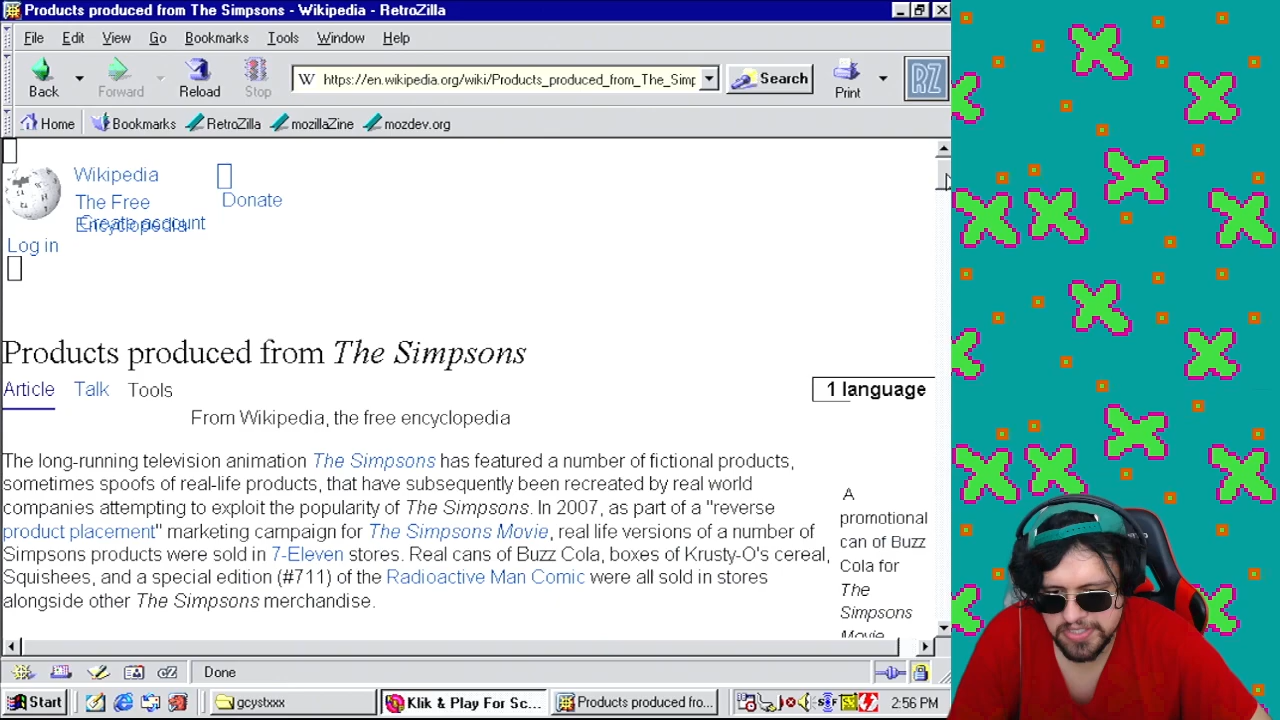 Products produced from The Simpsons - Wikipedia - RetroZilla
File Edit View Go Bookmarks Tools Window Help
Back Forward Reload Stop
W https://en.wikipedia.org/wiki/Products_produced_from_The_Simp
Search
Print
RZ
Home Bookmarks RetroZilla mozillaZine mozdev.org
Wikipedia
The Free
Encyclopedia
Donate
Create account
Log in
Products produced from The Simpsons
Article Talk Tools
1 language
From Wikipedia, the free encyclopedia
The long-running television animation The Simpsons has featured a number of fictional products,
sometimes spoofs of real-life products, that have subsequently been recreated by real world
companies attempting to exploit the popularity of The Simpsons. In 2007, as part of a "reverse
product placement" marketing campaign for The Simpsons Movie, real life versions of a number of
Simpsons products were sold in 7-Eleven stores. Real cans of Buzz Cola, boxes of Krusty-O's cereal,
Squishees, and a special edition (#711) of the Radioactive Man Comic were all sold in stores
alongside other The Simpsons merchandise.
A
promotional
can of Buzz
Cola for
The
Simpsons
Movie
Done
Start
gcystxxx
Klik & Play For Sc...
Products produced fro...
2:56 PM